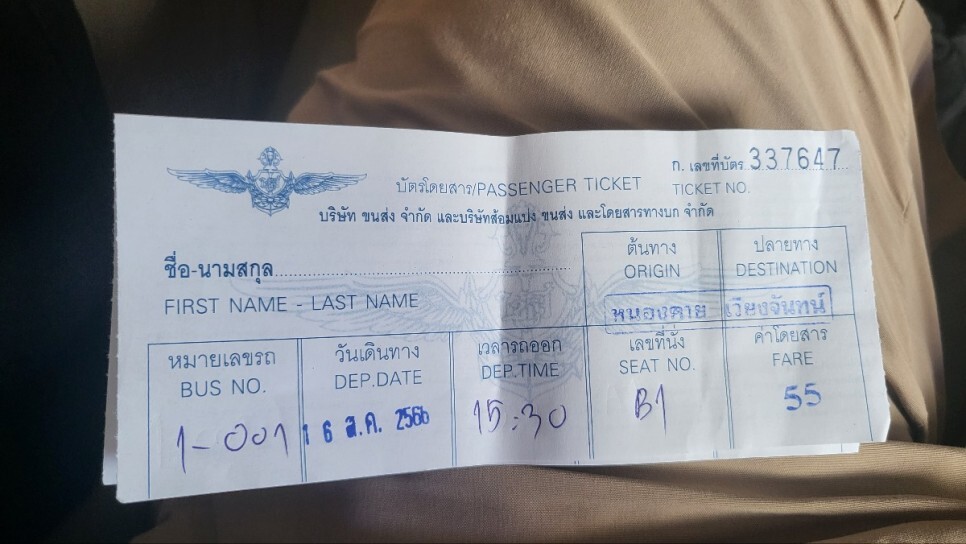 ก. เลขที่บัตร 337647
บัตรโดยสาร/PASSENGER TICKET TICKET NO.
บริษัท ขนส่ง จำกัด และบริษัทส้อมแปง ขนส่ง และโดยสารทางบก จำกัด
ชื่อ-นามสกุล
FIRST NAME - LAST NAME
ต้นทาง ปลายทาง
ORIGIN DESTINATION
หนองคาย เวียงจันทน์
หมายเลขรถ วันเดินทาง เวลารถออก เลขที่นั่ง ค่าโดยสาร
BUS NO. DEP.DATE DEP.TIME SEAT NO. FARE
1-001 16 ส.ค. 2566 15:30 B1 55